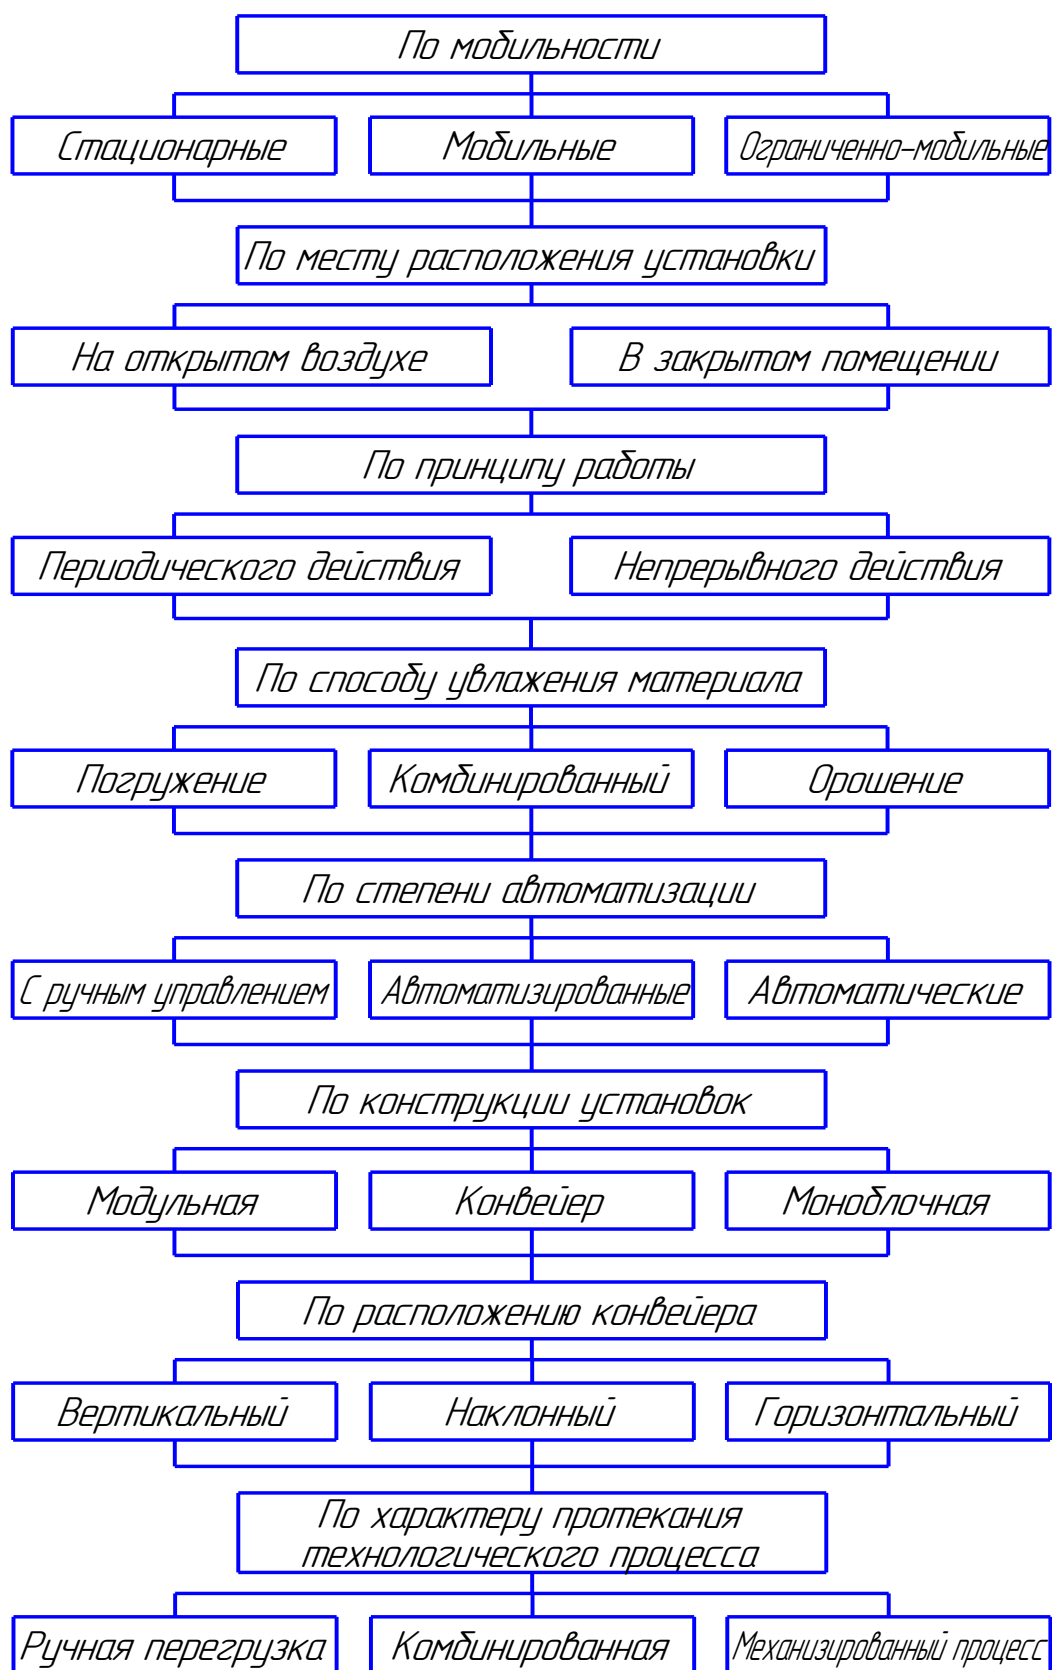 По мобильности
Стационарные
Мобильные
Ограниченно-мобильные
По месту расположения установки
На открытом воздухе
В закрытом помещении
По принципу работы
Периодического действия
Непрерывного действия
По способу увлажения материала
Погружение
Комбинированный
Орошение
По степени автоматизации
С ручным управлением
Автоматизированные
Автоматические
По конструкции установок
Модульная
Конвейер
Моноблочная
По расположению конвейера
Вертикальный
Наклонный
Горизонтальный
По характеру протекания
технологического процесса
Ручная перегрузка
Комбинированная
Механизированный процесс